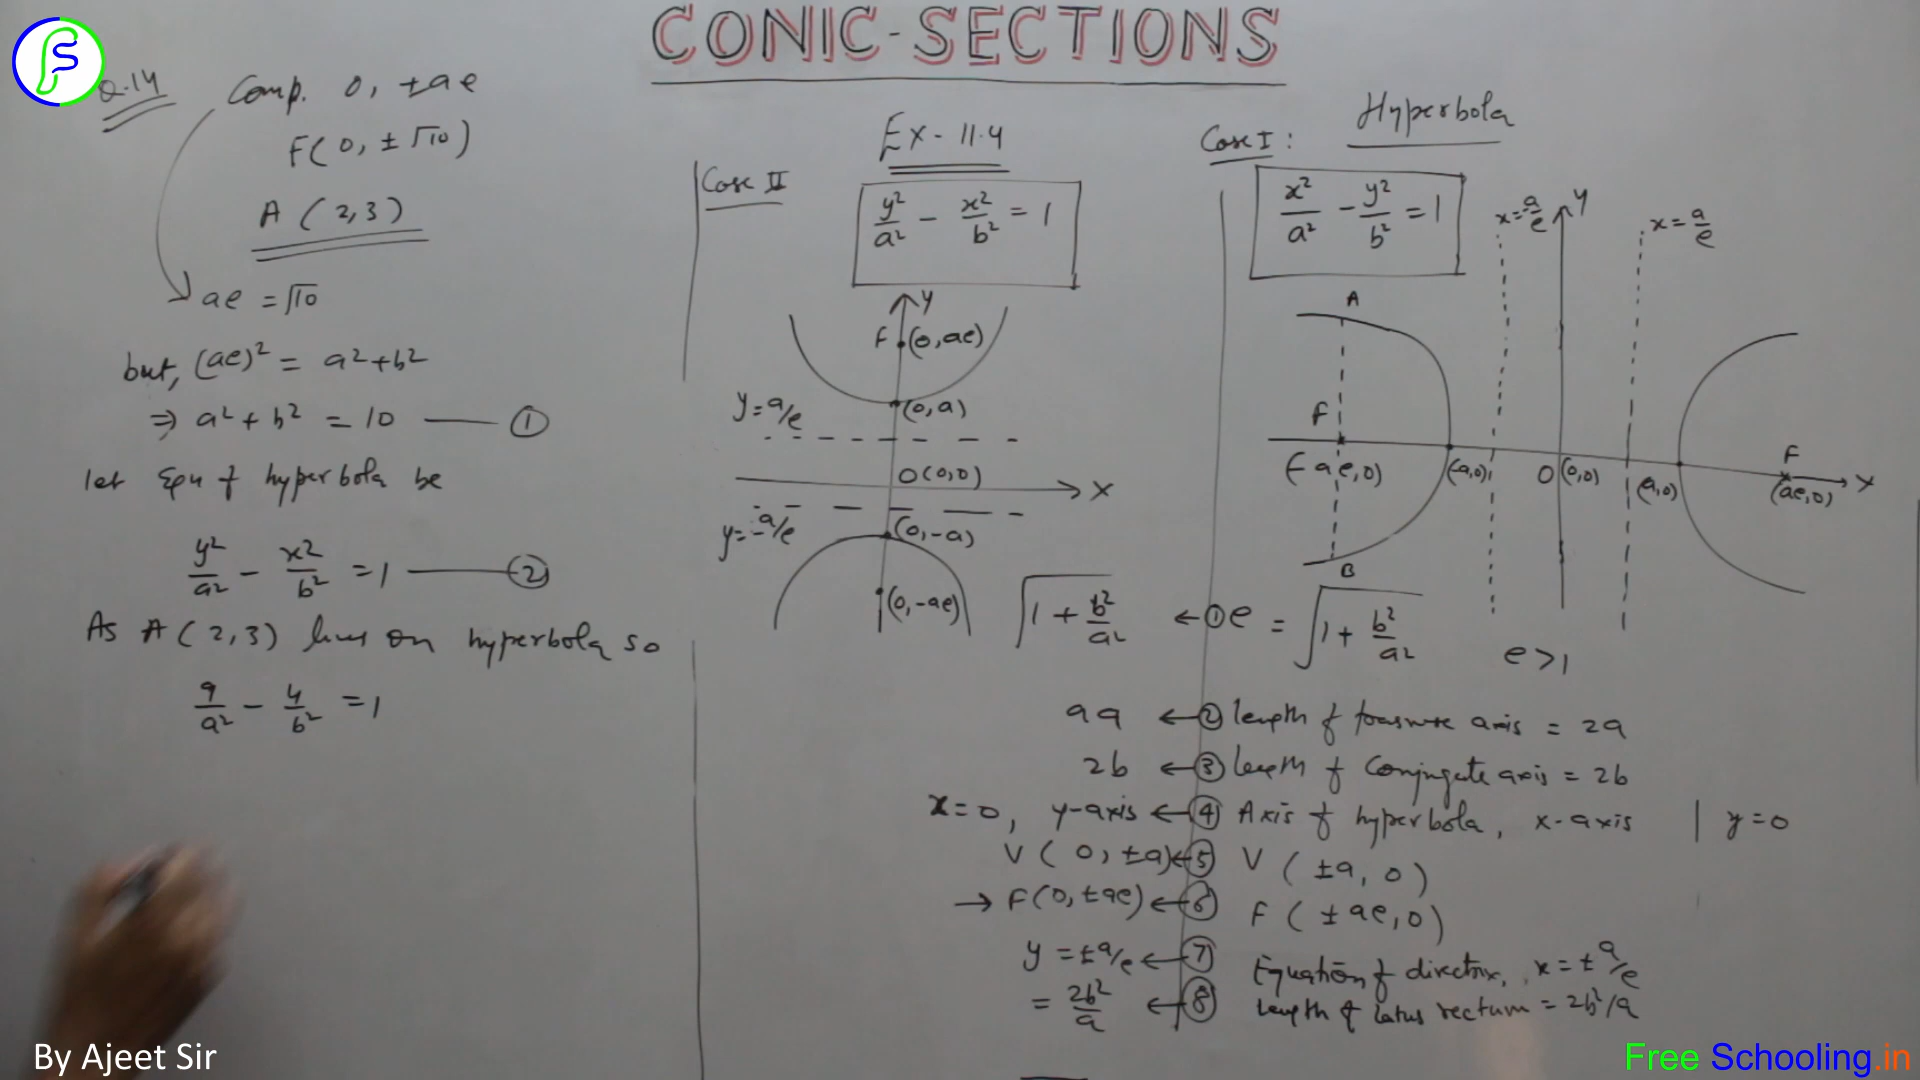 CONIC-SECTIONS
Q.14
Comp. 0, ±ae
F(0, ±√10)
A (2,3)
ae = √10
but, (ae)² = a²+b²
⇒ a²+b² = 10 —— ①
let Eqn of hyperbola be
y²/a² - x²/b² = 1 —— ②
As A(2,3) lies on hyperbola so
9/a² - 4/b² = 1
Ex-11.4
Case II
y²/a² - x²/b² = 1
Y
F (0, ae)
(0, a)
y = a/e
O(0,0)
X
y = -a/e
(0,-a)
(0,-ae)
Hyperbola
Case I:
x²/a² - y²/b² = 1
x = -a/e
Y
x = a/e
A
F
(-ae,0)
(-a,0)
O (0,0)
(a,0)
F
(ae,0)
X
B
√1 + b²/a² ← ① e = √1 + b²/a²
e > 1
2a ← ② length of transverse axis = 2a
2b ← ③ length of Conjugate axis = 2b
x = 0, y-axis ← ④ Axis of hyperbola, x-axis | y = 0
V (0, ±a) ← ⑤ V (±a, 0)
→ F(0, ±ae) ← ⑥ F (±ae, 0)
y = ±a/e ← ⑦ Equation of directrix, x = ±a/e
= 2b²/a ← ⑧ length of latus rectum = 2b²/a
By Ajeet Sir
Free Schooling.in